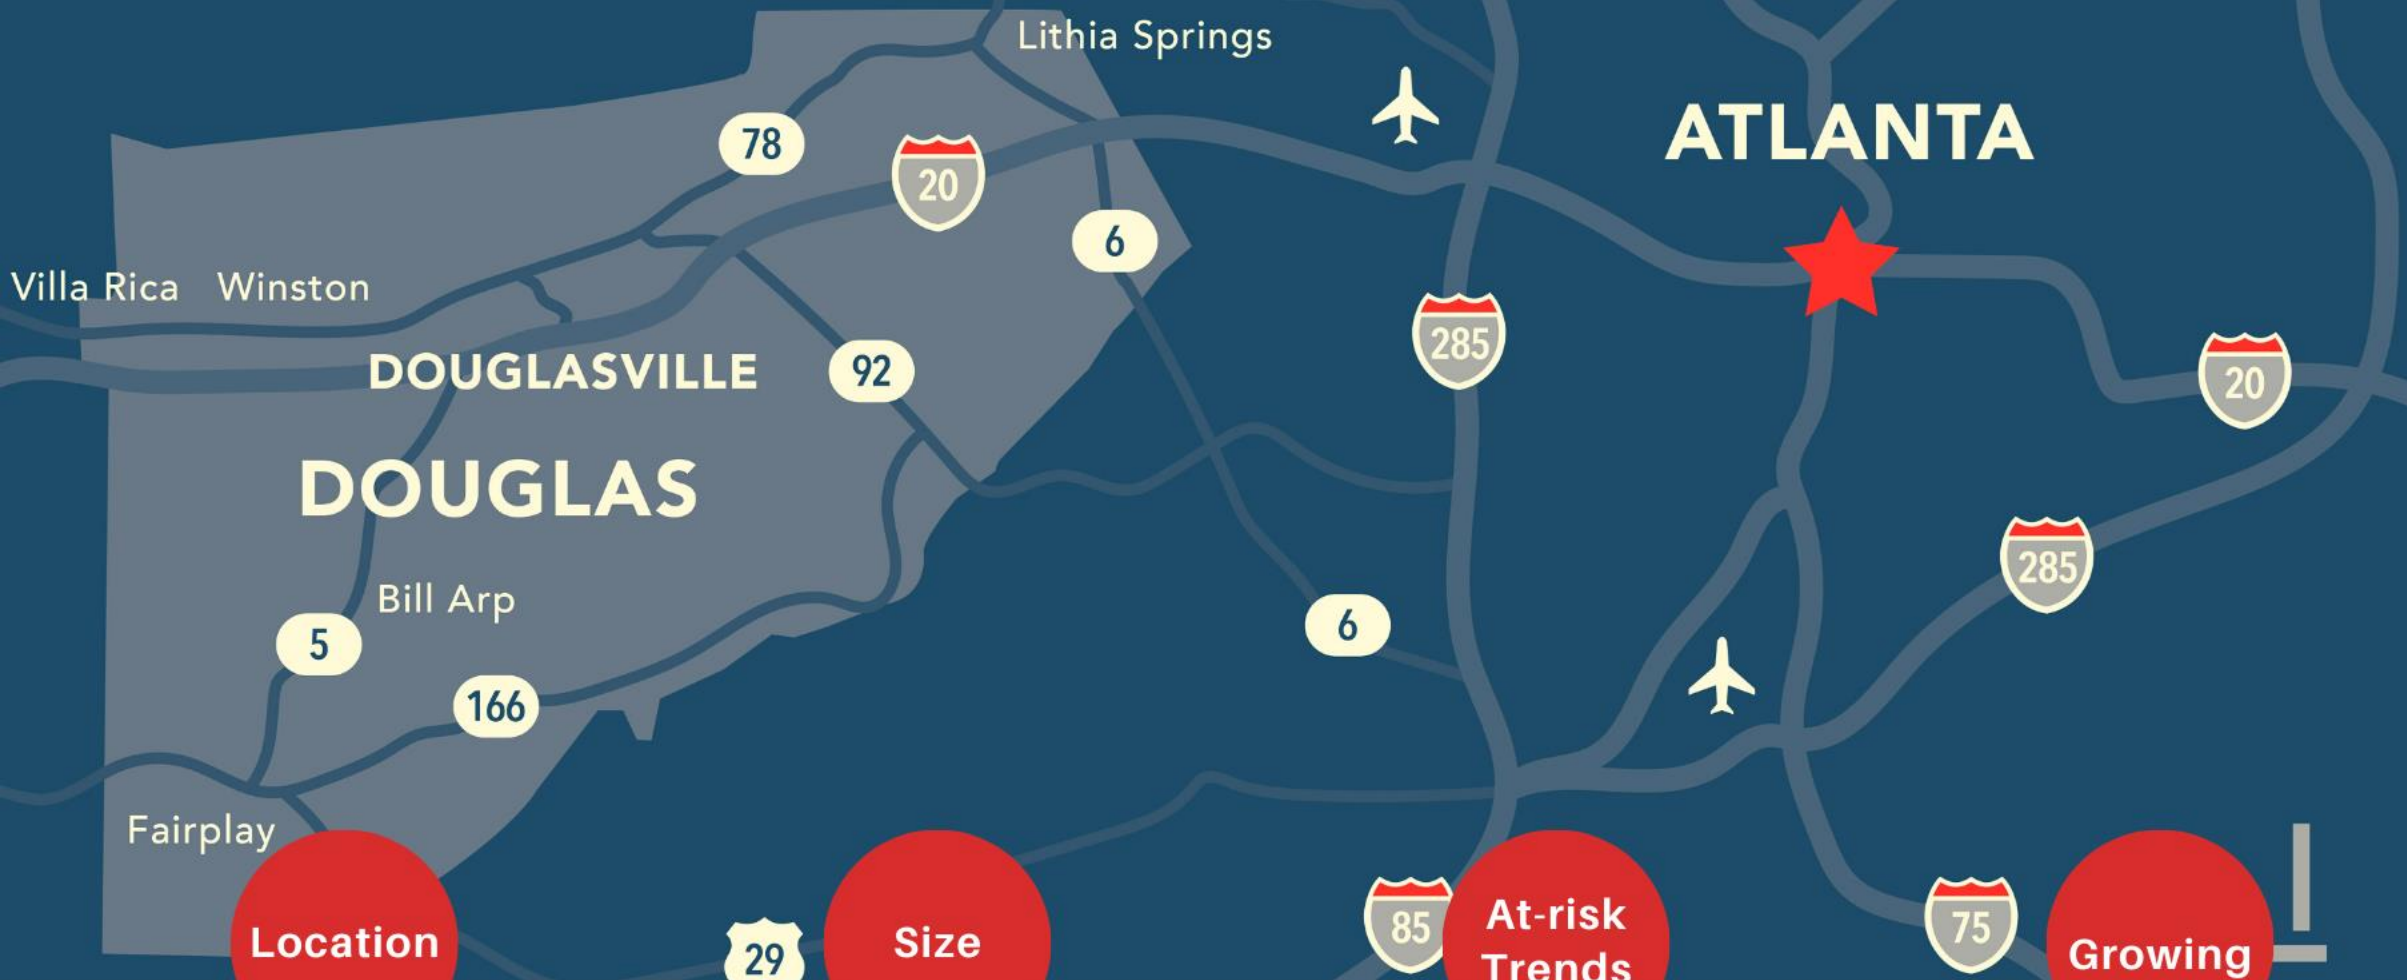 Lithia Springs
ATLANTA
78
20
6
Villa Rica
Winston
285
DOUGLASVILLE
92
20
DOUGLAS
285
Bill Arp
5
6
166
Fairplay
Location
29
Size
85
At-risk
Trends
75
Growing